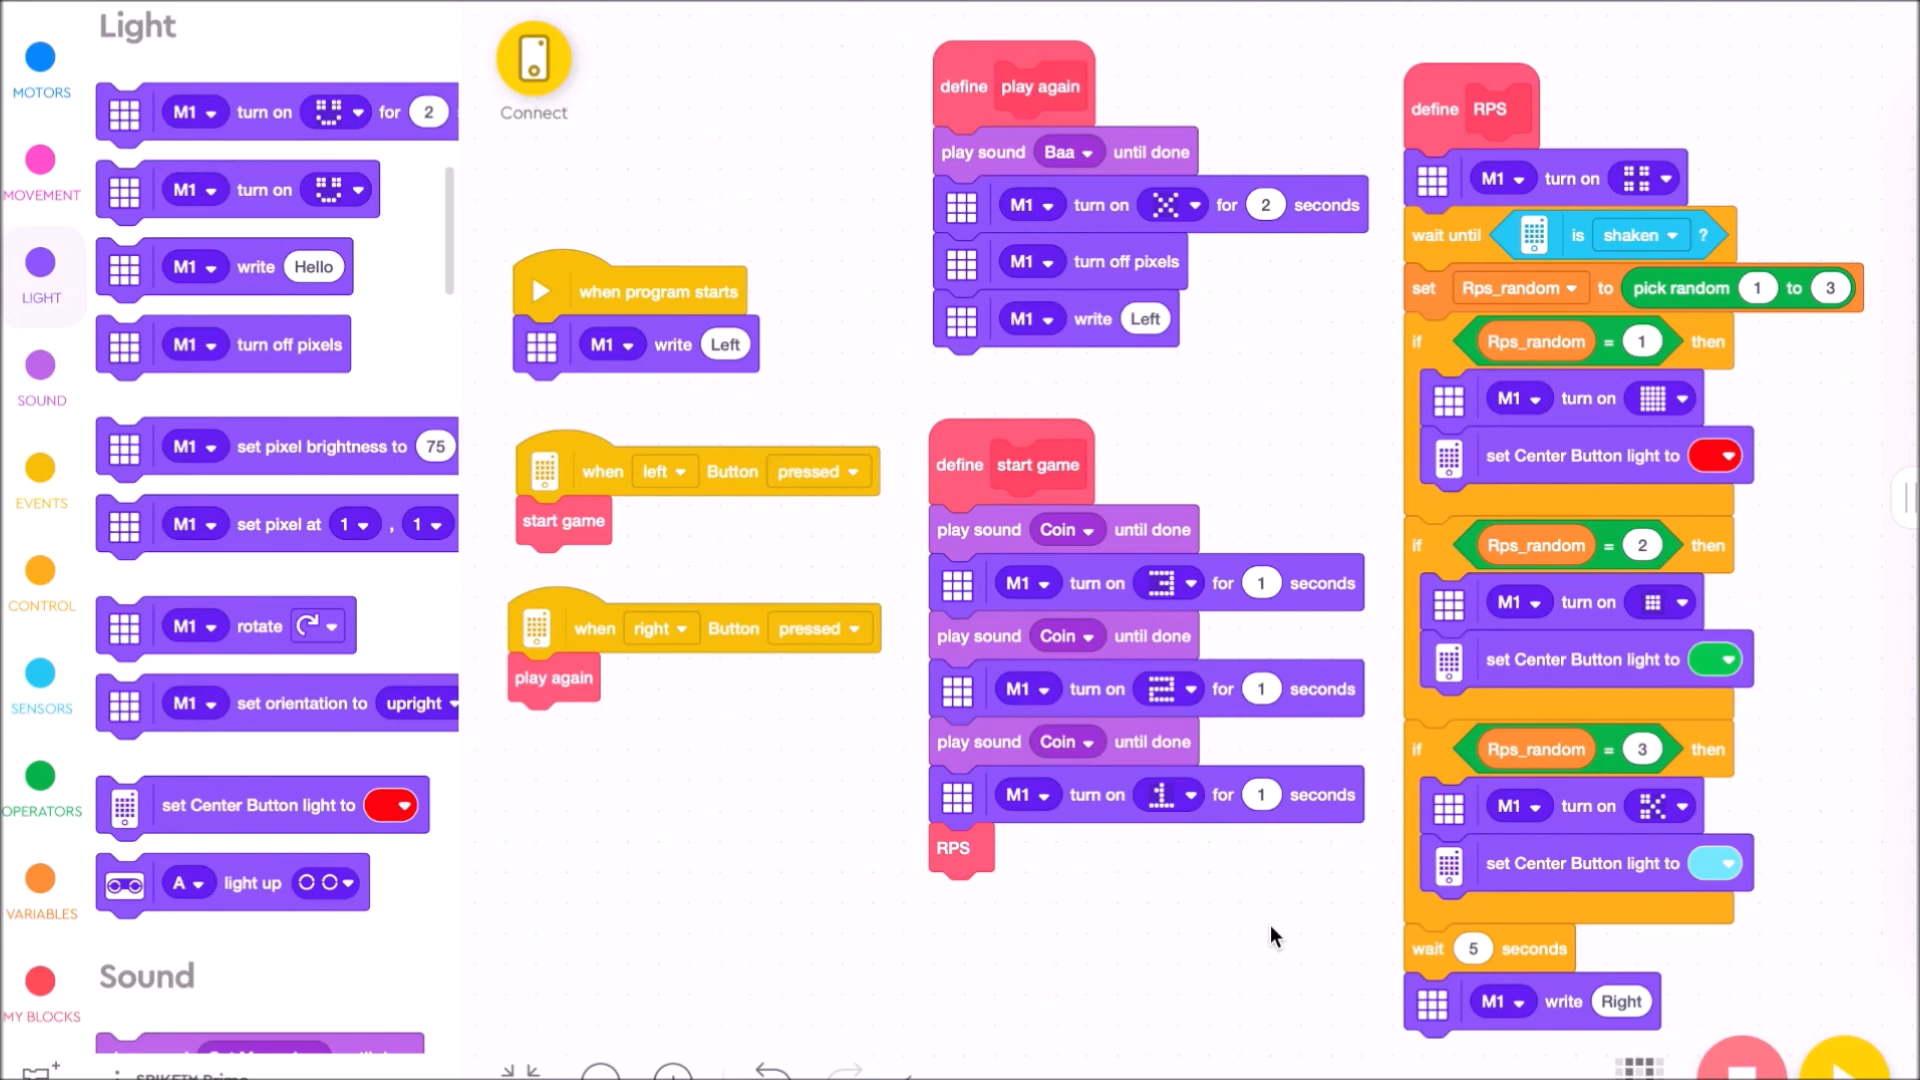 Light
MOTORS
MOVEMENT
LIGHT
SOUND
EVENTS
CONTROL
SENSORS
OPERATORS
VARIABLES
MY BLOCKS
M1 turn on for 2
M1 turn on
M1 write Hello
M1 turn off pixels
M1 set pixel brightness to 75
M1 set pixel at 1 , 1
M1 rotate
M1 set orientation to upright
set Center Button light to
A light up
Sound
Connect
when program starts
M1 write Left
when left Button pressed
start game
when right Button pressed
play again
define play again
play sound Baa until done
M1 turn on for 2 seconds
M1 turn off pixels
M1 write Left
define start game
play sound Coin until done
M1 turn on for 1 seconds
play sound Coin until done
M1 turn on for 1 seconds
play sound Coin until done
M1 turn on for 1 seconds
RPS
define RPS
M1 turn on
wait until is shaken ?
set Rps_random to pick random 1 to 3
if Rps_random = 1 then
M1 turn on
set Center Button light to
if Rps_random = 2 then
M1 turn on
set Center Button light to
if Rps_random = 3 then
M1 turn on
set Center Button light to
wait 5 seconds
M1 write Right